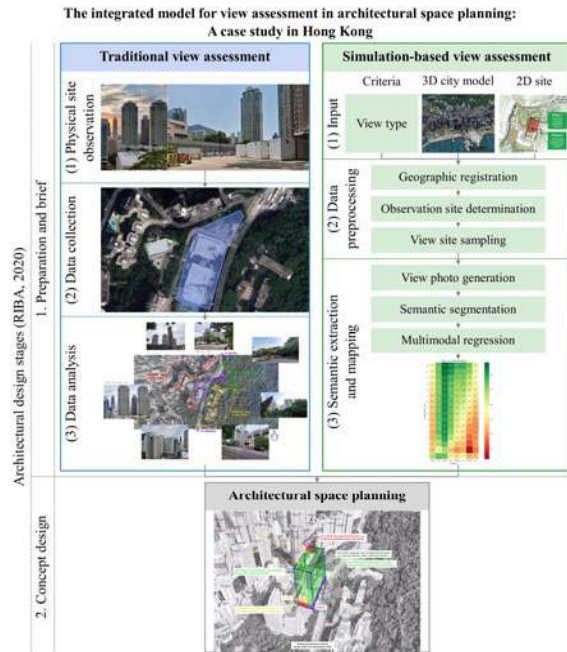 The integrated model for view assessment in architectural space planning:
A case study in Hong Kong
Traditional view assessment
Simulation-based view assessment
Architectural design stages (RIBA, 2020)
1. Preparation and brief
(1) Physical site
observation
(2) Data collection
(3) Data analysis
(1) Input
Criteria
3D city model
2D site
View type
(2) Data
preprocessing
Geographic registration
Observation site determination
View site sampling
(3) Semantic extraction
and mapping
View photo generation
Semantic segmentation
Multimodal regression
2. Concept design
Architectural space planning